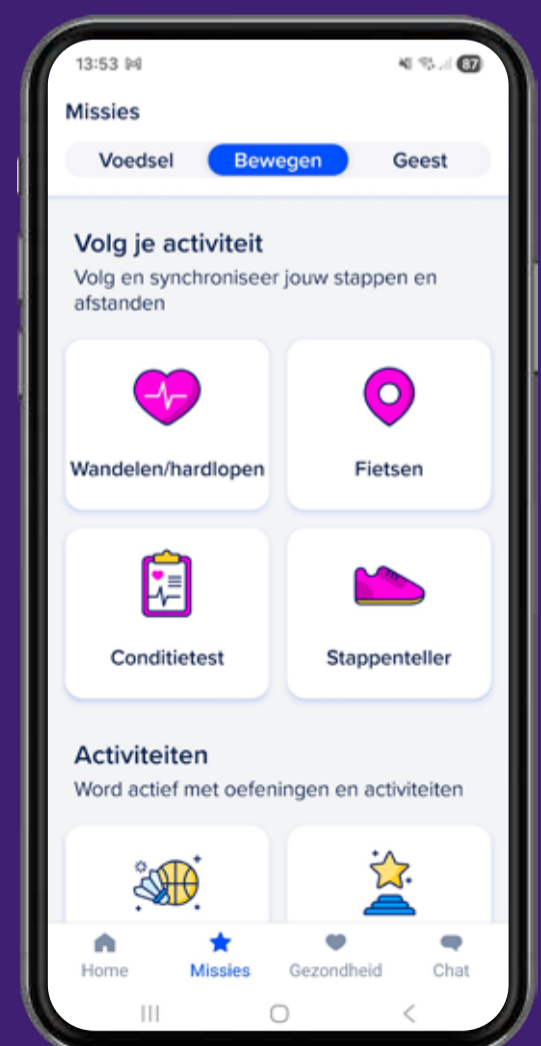 13:53
87
Missies
Voedsel Bewegen Geest
Volg je activiteit
Volg en synchroniseer jouw stappen en
afstanden
Wandelen/hardlopen Fietsen
Conditietest Stappenteller
Activiteiten
Word actief met oefeningen en activiteiten
Home Missies Gezondheid Chat